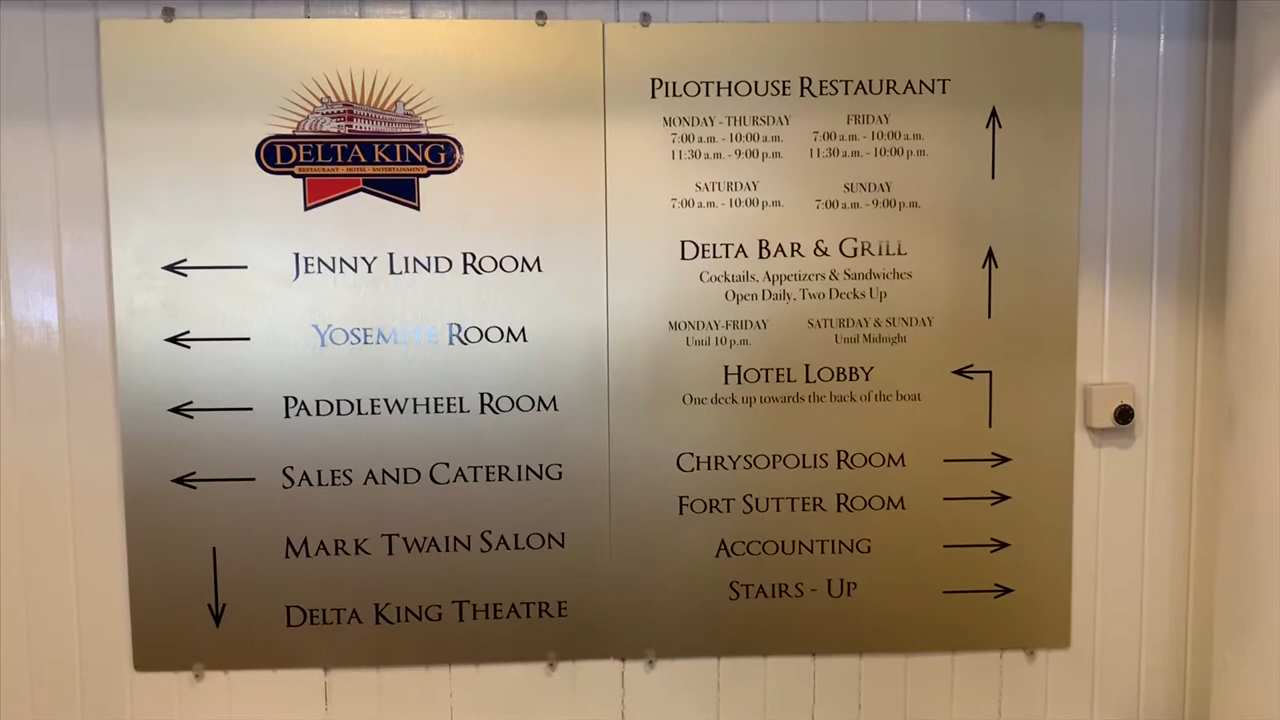 DELTA KING
RESTAURANT • HOTEL • ENTERTAINMENT
JENNY LIND ROOM
YOSEMITE ROOM
PADDLEWHEEL ROOM
SALES AND CATERING
MARK TWAIN SALON
DELTA KING THEATRE
PILOTHOUSE RESTAURANT
MONDAY - THURSDAY
7:00 a.m. - 10:00 a.m.
11:30 a.m. - 9:00 p.m.
FRIDAY
7:00 a.m. - 10:00 a.m.
11:30 a.m. - 10:00 p.m.
SATURDAY
7:00 a.m. - 10:00 p.m.
SUNDAY
7:00 a.m. - 9:00 p.m.
DELTA BAR & GRILL
Cocktails, Appetizers & Sandwiches
Open Daily, Two Decks Up
MONDAY-FRIDAY
Until 10 p.m.
SATURDAY & SUNDAY
Until Midnight
HOTEL LOBBY
One deck up towards the back of the boat
CHRYSOPOLIS ROOM
FORT SUTTER ROOM
ACCOUNTING
STAIRS - UP